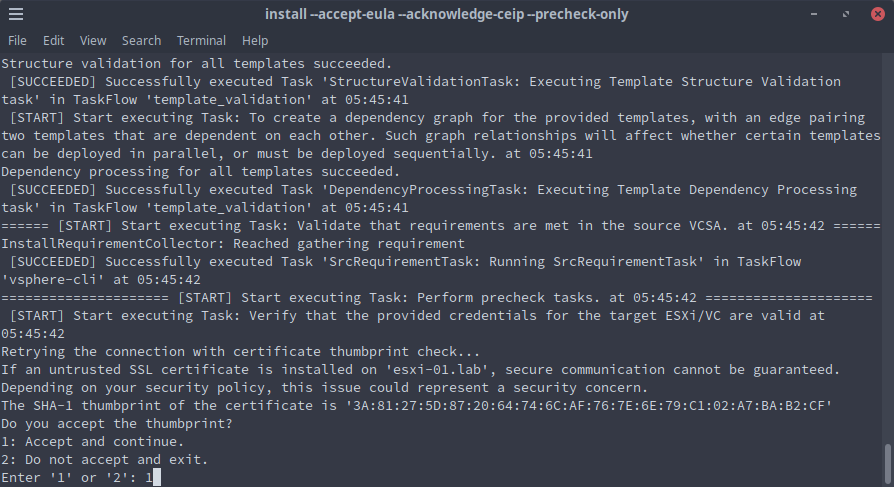 install --accept-eula --acknowledge-ceip --precheck-only
File Edit View Search Terminal Help
Structure validation for all templates succeeded.
[SUCCEEDED] Successfully executed Task 'StructureValidationTask: Executing Template Structure Validation
task' in TaskFlow 'template_validation' at 05:45:41
[START] Start executing Task: To create a dependency graph for the provided templates, with an edge pairing
two templates that are dependent on each other. Such graph relationships will affect whether certain templates
can be deployed in parallel, or must be deployed sequentially. at 05:45:41
Dependency processing for all templates succeeded.
[SUCCEEDED] Successfully executed Task 'DependencyProcessingTask: Executing Template Dependency Processing
task' in TaskFlow 'template_validation' at 05:45:41
====== [START] Start executing Task: Validate that requirements are met in the source VCSA. at 05:45:42 ======
InstallRequirementCollector: Reached gathering requirement
[SUCCEEDED] Successfully executed Task 'SrcRequirementTask: Running SrcRequirementTask' in TaskFlow
'vsphere-cli' at 05:45:42
===================== [START] Start executing Task: Perform precheck tasks. at 05:45:42 =====================
[START] Start executing Task: Verify that the provided credentials for the target ESXi/VC are valid at
05:45:42
Retrying the connection with certificate thumbprint check...
If an untrusted SSL certificate is installed on 'esxi-01.lab', secure communication cannot be guaranteed.
Depending on your security policy, this issue could represent a security concern.
The SHA-1 thumbprint of the certificate is '3A:81:27:5D:87:20:64:74:6C:AF:76:7E:6E:79:C1:02:A7:BA:B2:CF'
Do you accept the thumbprint?
1: Accept and continue.
2: Do not accept and exit.
Enter '1' or '2': 1